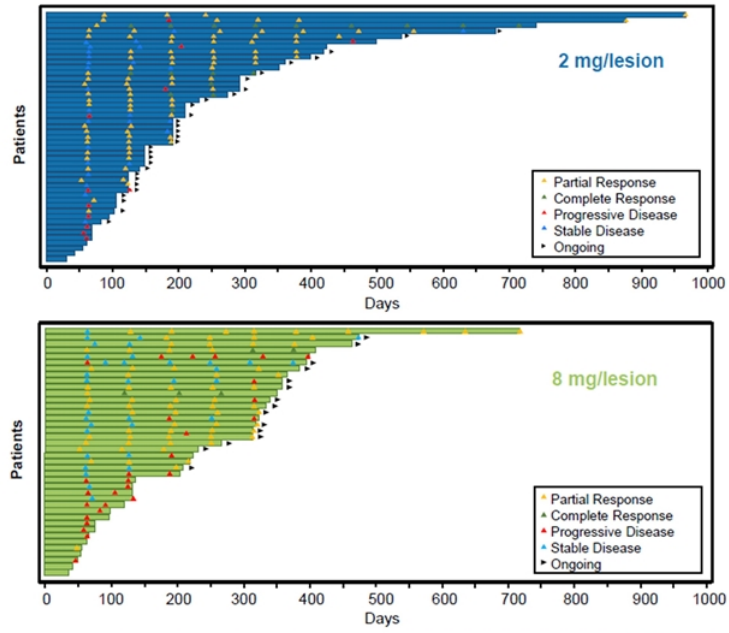 2 mg/lesion
Patients
Partial Response
Complete Response
Progressive Disease
Stable Disease
Ongoing
0 100 200 300 400 500 600 700 800 900 1000
Days
8 mg/lesion
Patients
Partial Response
Complete Response
Progressive Disease
Stable Disease
Ongoing
0 100 200 300 400 500 600 700 800 900 1000
Days